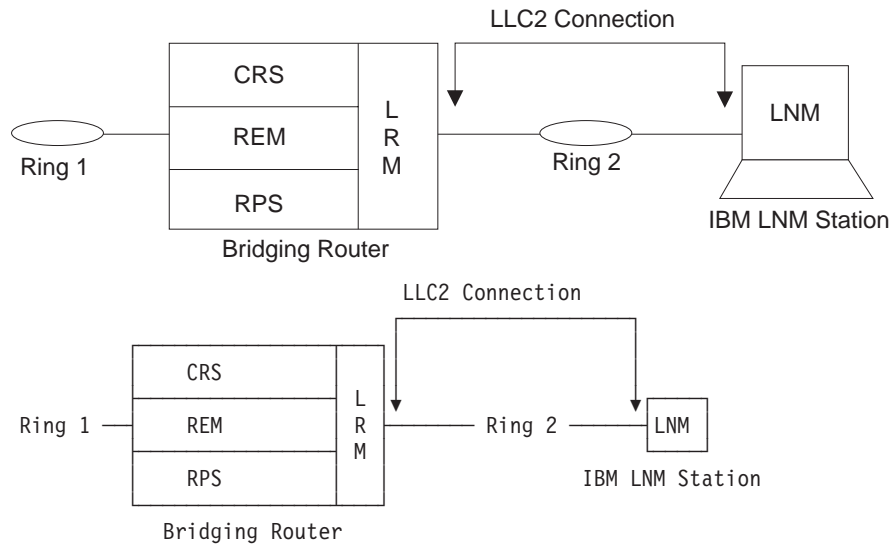 LLC2 Connection
CRS
REM
RPS
L
R
M
LNM
Ring 1
Ring 2
IBM LNM Station
Bridging Router
LLC2 Connection
CRS
Ring 1
REM
RPS
L
R
M
Ring 2
LNM
IBM LNM Station
Bridging Router